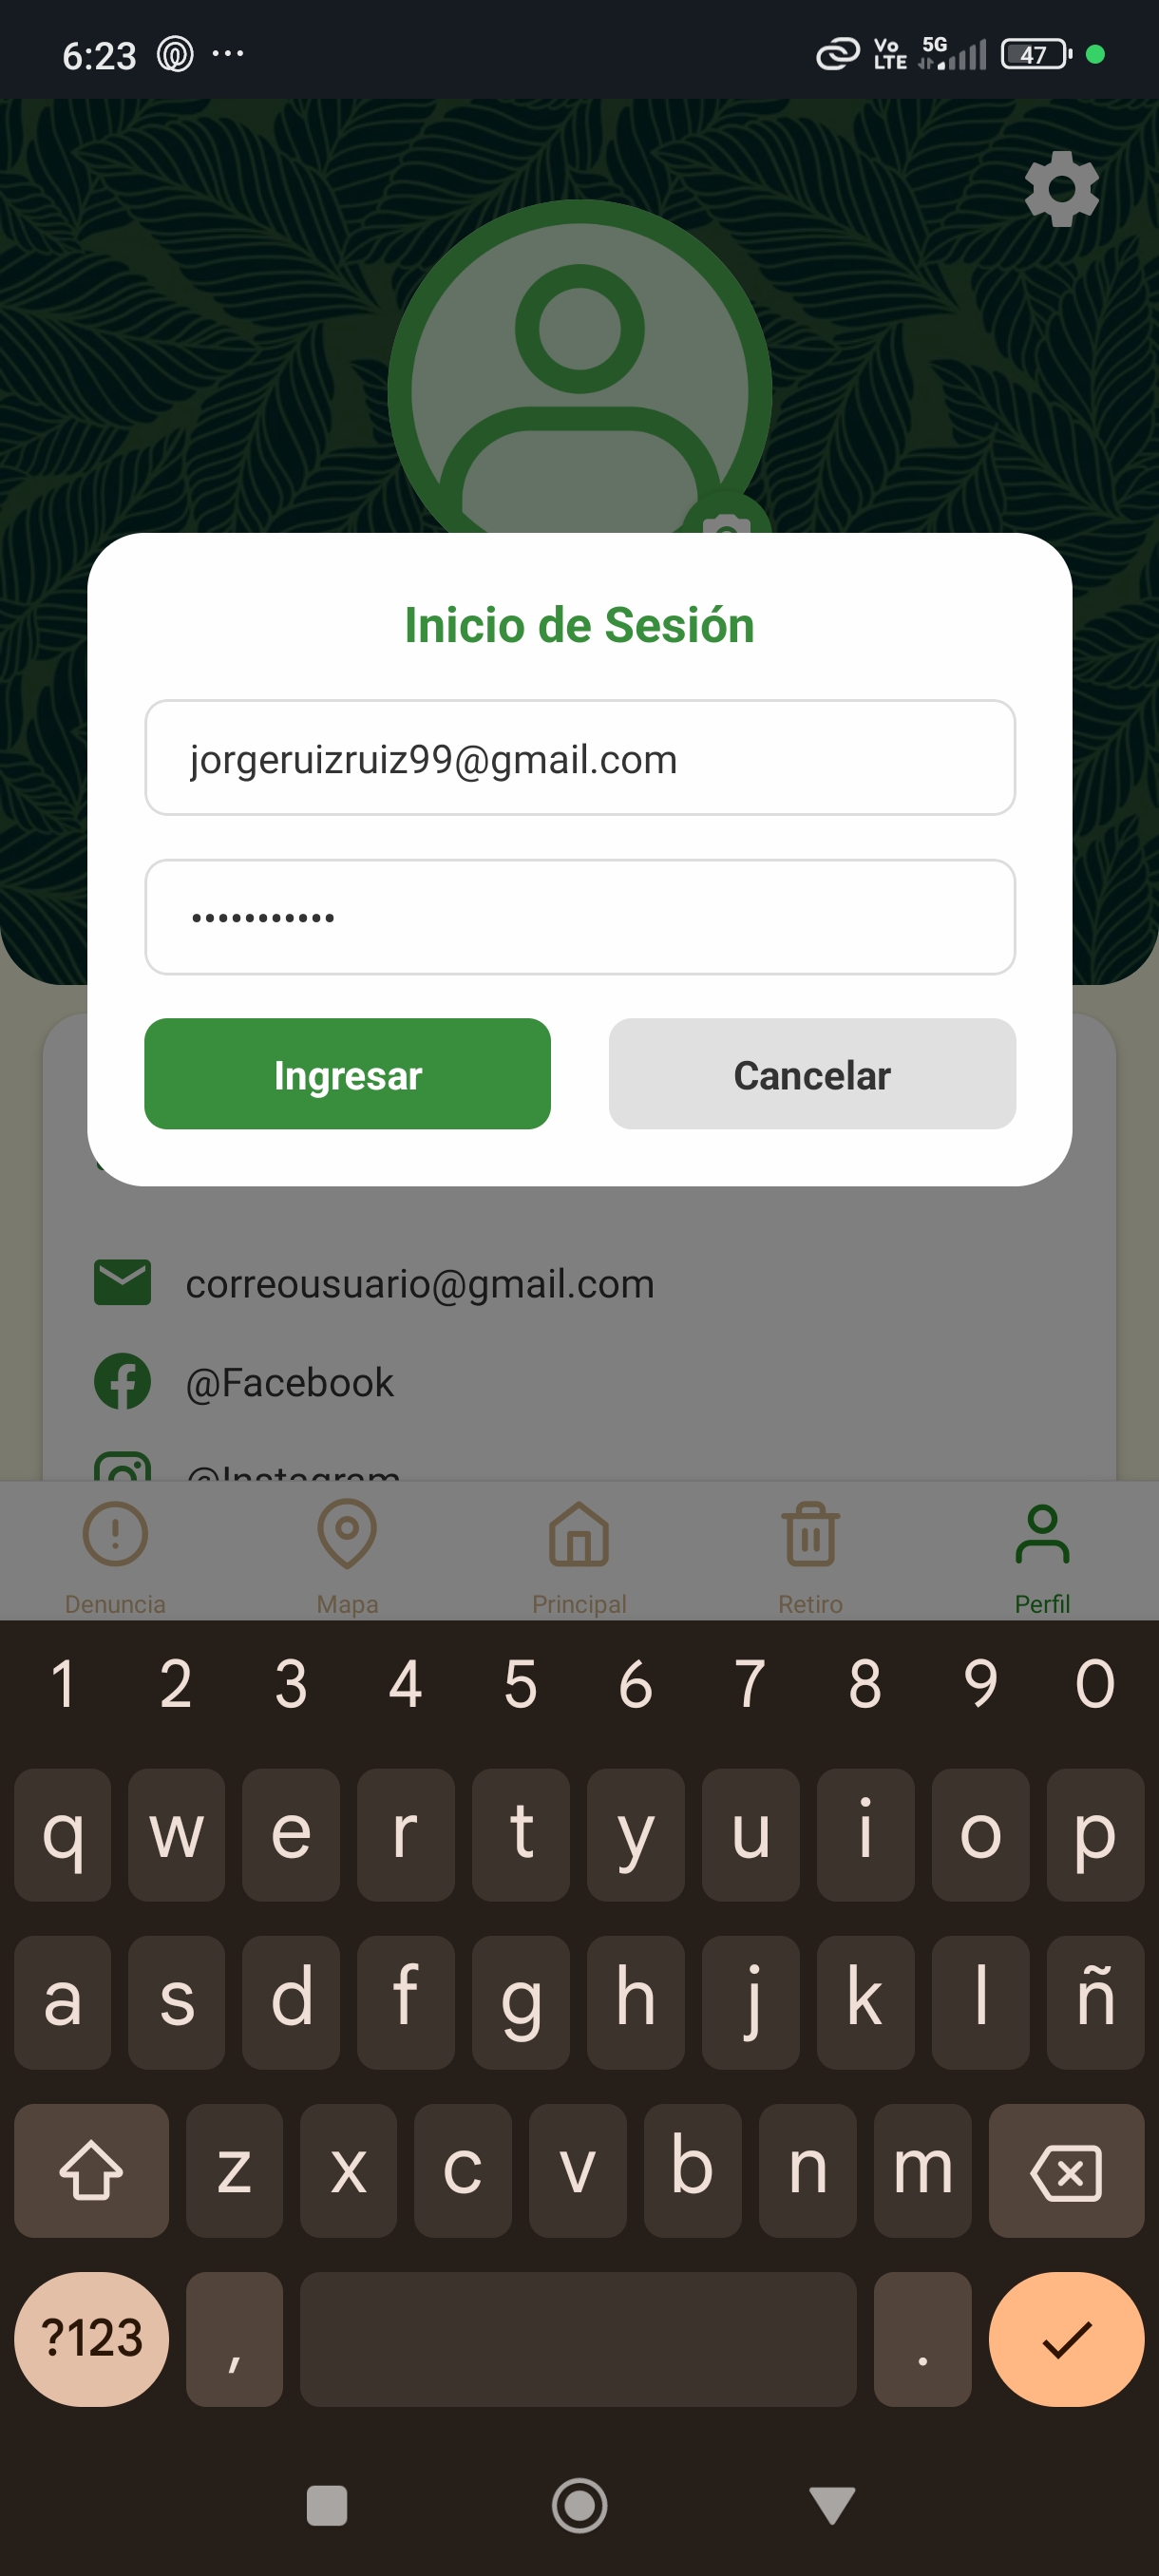 6:23
Vo LTE 5G 47
Inicio de Sesión
jorgeruizruiz99@gmail.com
•••••••••••
Ingresar Cancelar
correousuario@gmail.com
@Facebook
@Instagram
Denuncia Mapa Principal Retiro Perfil
1 2 3 4 5 6 7 8 9 0
q w e r t y u i o p
a s d f g h j k l ñ
z x c v b n m
?123 , .